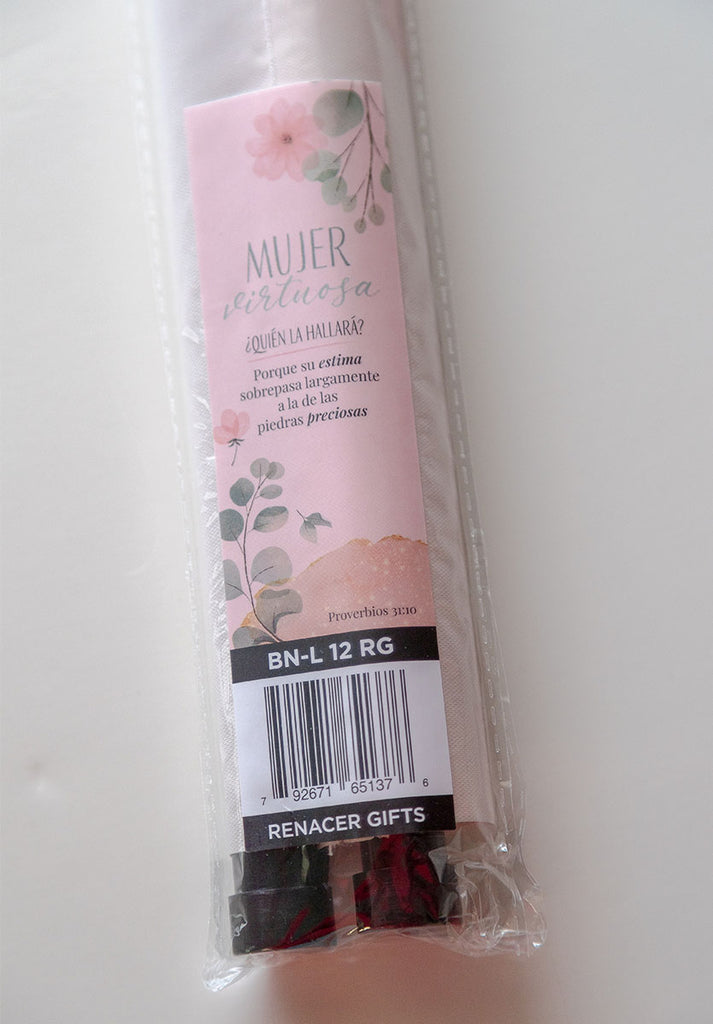 MUJER
virtuosa
¿QUIÉN LA HALLARÁ?
Porque su estima
sobrepasa largamente
a la de las
piedras preciosas
Proverbios 31:10
BN-L 12 RG
7 92671 65137 6
RENACER GIFTS